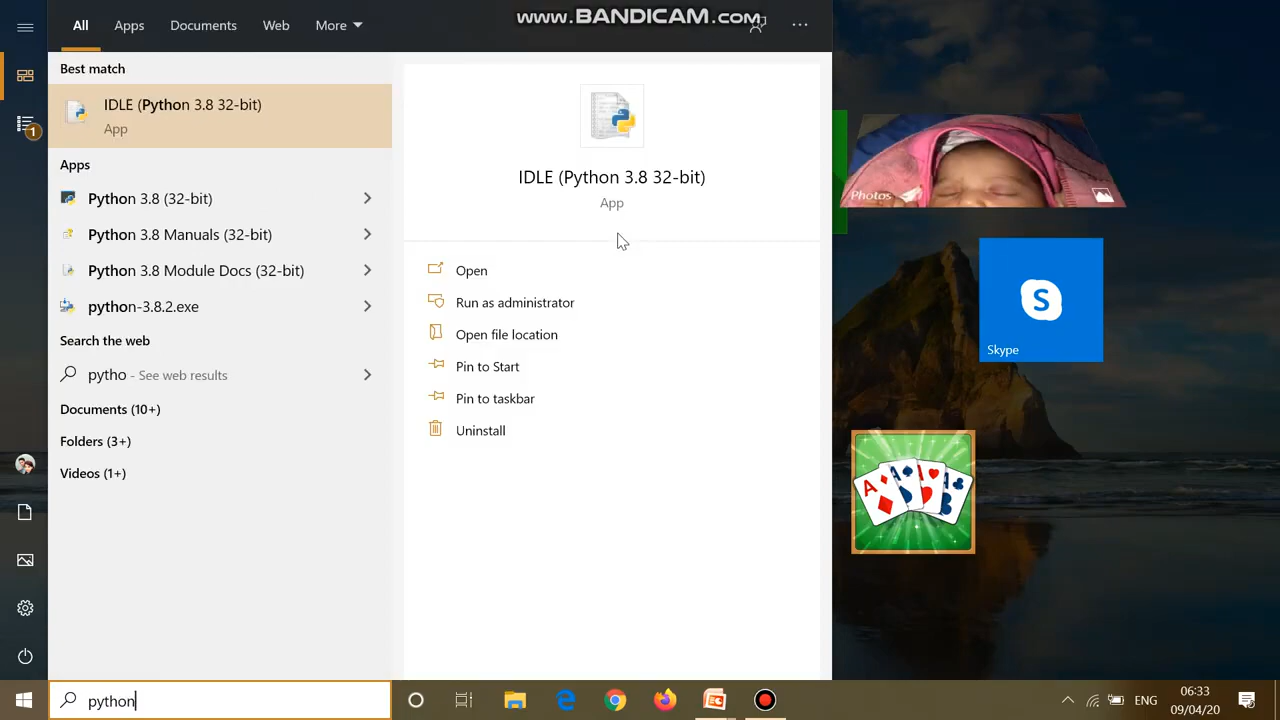 All Apps Documents Web More
www.BANDICAM.com
Best match
IDLE (Python 3.8 32-bit)
App
1
Apps
Python 3.8 (32-bit)
Python 3.8 Manuals (32-bit)
Python 3.8 Module Docs (32-bit)
python-3.8.2.exe
Search the web
pytho - See web results
Documents (10+)
Folders (3+)
Videos (1+)
IDLE (Python 3.8 32-bit)
App
Open
Run as administrator
Open file location
Pin to Start
Pin to taskbar
Uninstall
Photos
S
Skype
A A A A
python
ENG
06:33
09/04/20